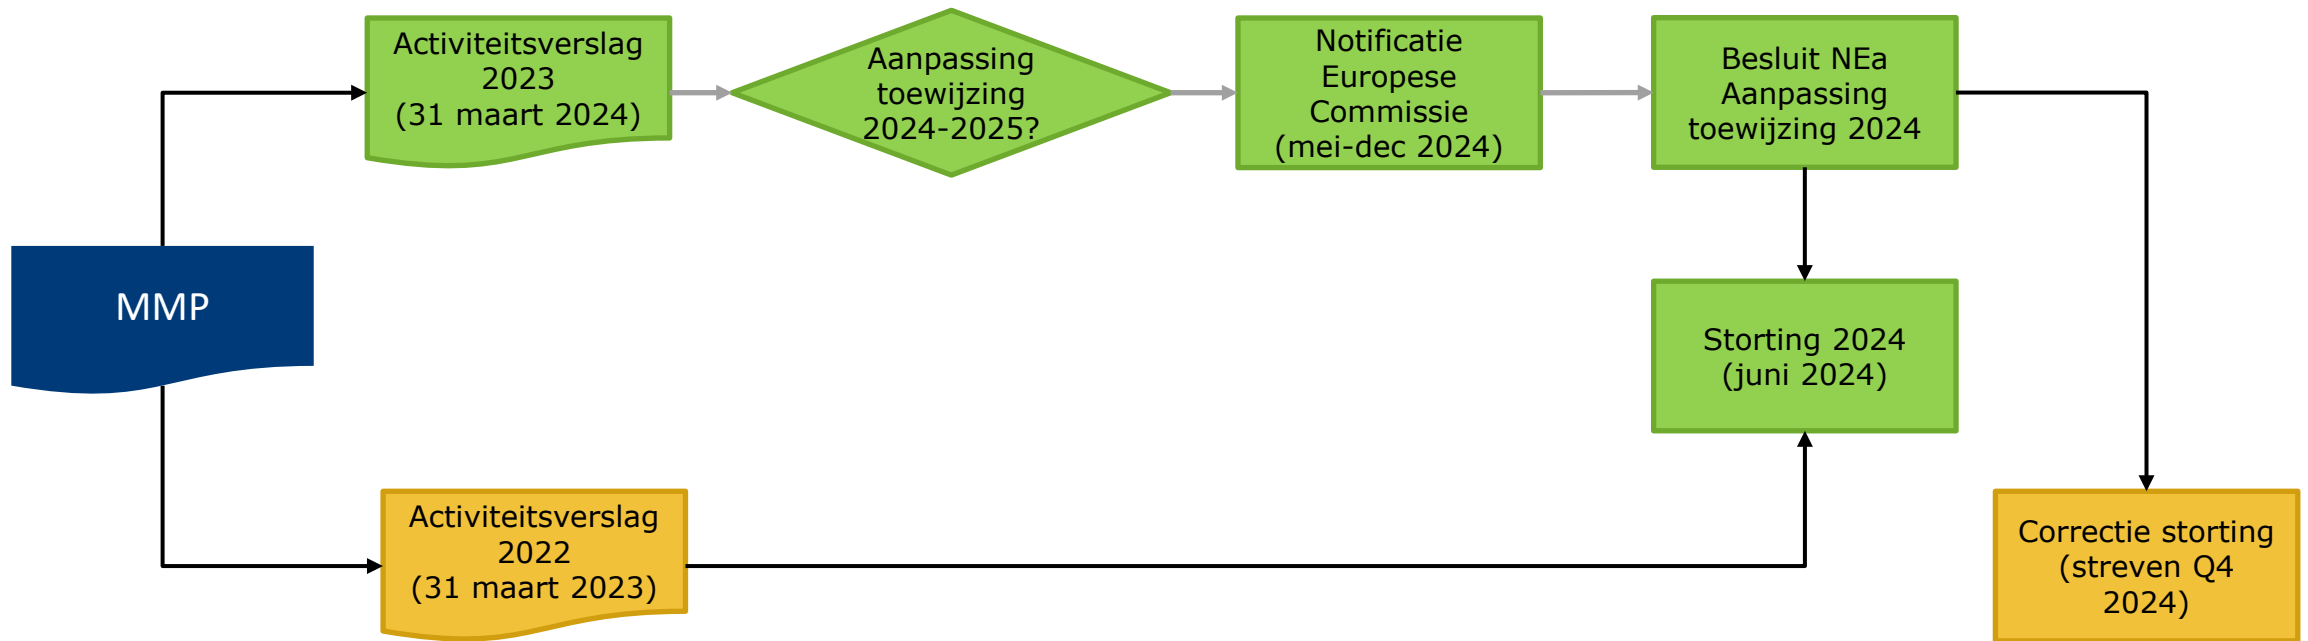 Activiteitsverslag
2023
(31 maart 2024)
Aanpassing
toewijzing
2024-2025?
Notificatie
Europese
Commissie
(mei-dec 2024)
Besluit NEa
Aanpassing
toewijzing 2024
MMP
Storting 2024
(juni 2024)
Activiteitsverslag
2022
(31 maart 2023)
Correctie storting
(streven Q4
2024)